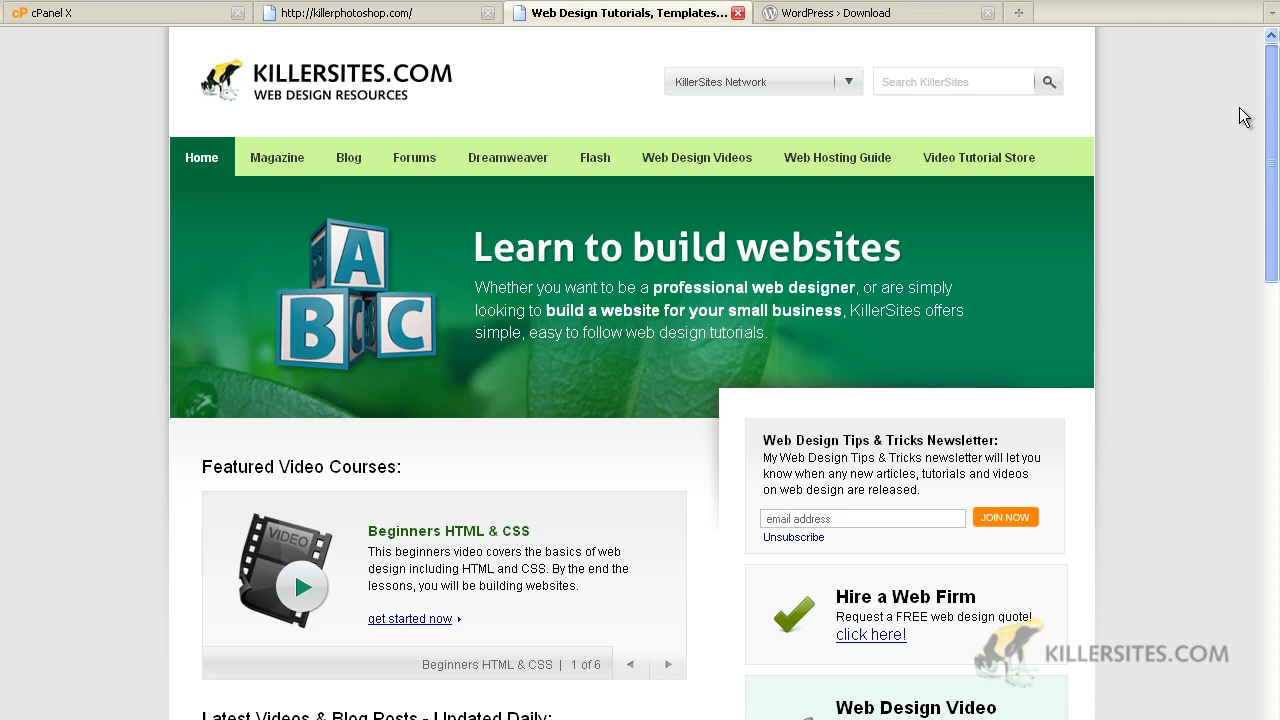 cPanel X
http://killerphotoshop.com/
Web Design Tutorials, Templates...
WordPress › Download
KILLERSITES.COM
WEB DESIGN RESOURCES
KillerSites Network
Search KillerSites
Home
Magazine
Blog
Forums
Dreamweaver
Flash
Web Design Videos
Web Hosting Guide
Video Tutorial Store
A
B
C
Learn to build websites
Whether you want to be a professional web designer, or are simply
looking to build a website for your small business, KillerSites offers
simple, easy to follow web design tutorials.
Featured Video Courses:
VIDEO
Beginners HTML & CSS
This beginners video covers the basics of web
design including HTML and CSS. By the end the
lessons, you will be building websites.
get started now
Beginners HTML & CSS | 1 of 6
Latest Videos & Blog Posts - Updated Daily:
Web Design Tips & Tricks Newsletter:
My Web Design Tips & Tricks newsletter will let you
know when any new articles, tutorials and videos
on web design are released.
email address
JOIN NOW
Unsubscribe
Hire a Web Firm
Request a FREE web design quote!
click here!
KILLERSITES.COM
Web Design Video